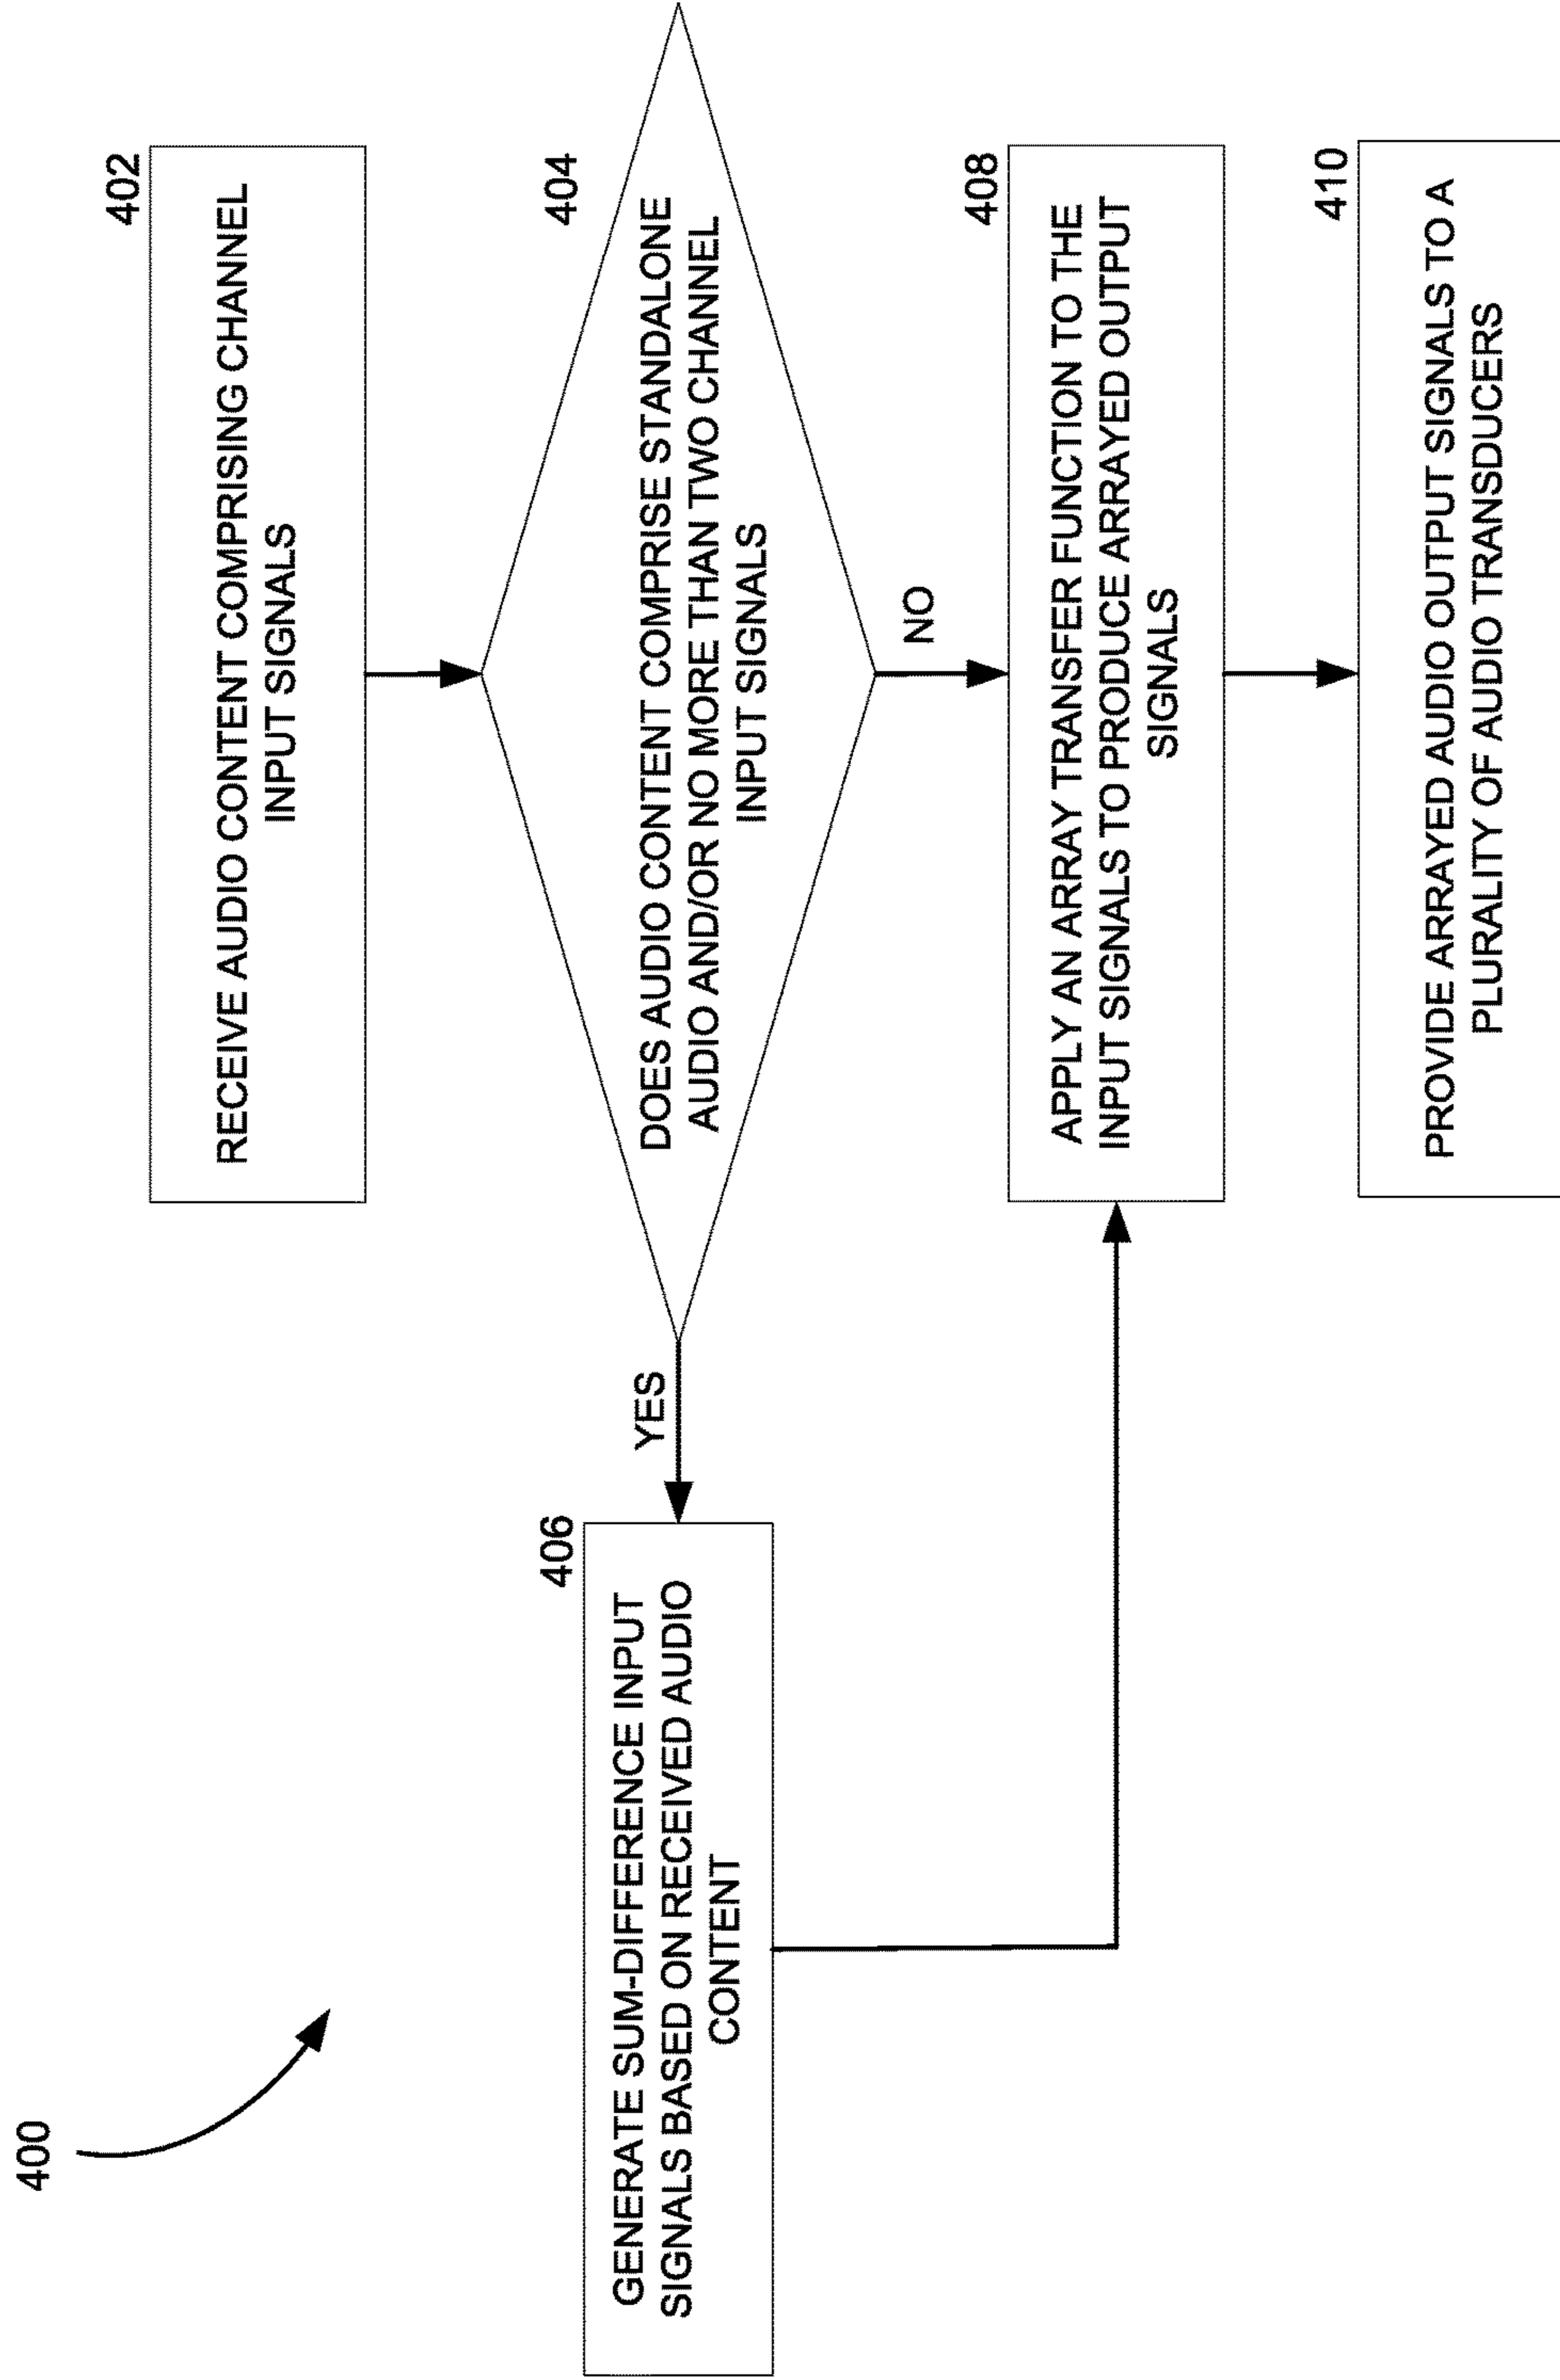 400
402
RECEIVE AUDIO CONTENT COMPRISING CHANNEL
INPUT SIGNALS
404
DOES AUDIO CONTENT COMPRISE STANDALONE
AUDIO AND/OR NO MORE THAN TWO CHANNEL
INPUT SIGNALS
YES
NO
406
GENERATE SUM-DIFFERENCE INPUT
SIGNALS BASED ON RECEIVED AUDIO
CONTENT
408
APPLY AN ARRAY TRANSFER FUNCTION TO THE
INPUT SIGNALS TO PRODUCE ARRAYED OUTPUT
SIGNALS
410
PROVIDE ARRAYED AUDIO OUTPUT SIGNALS TO A
PLURALITY OF AUDIO TRANSDUCERS